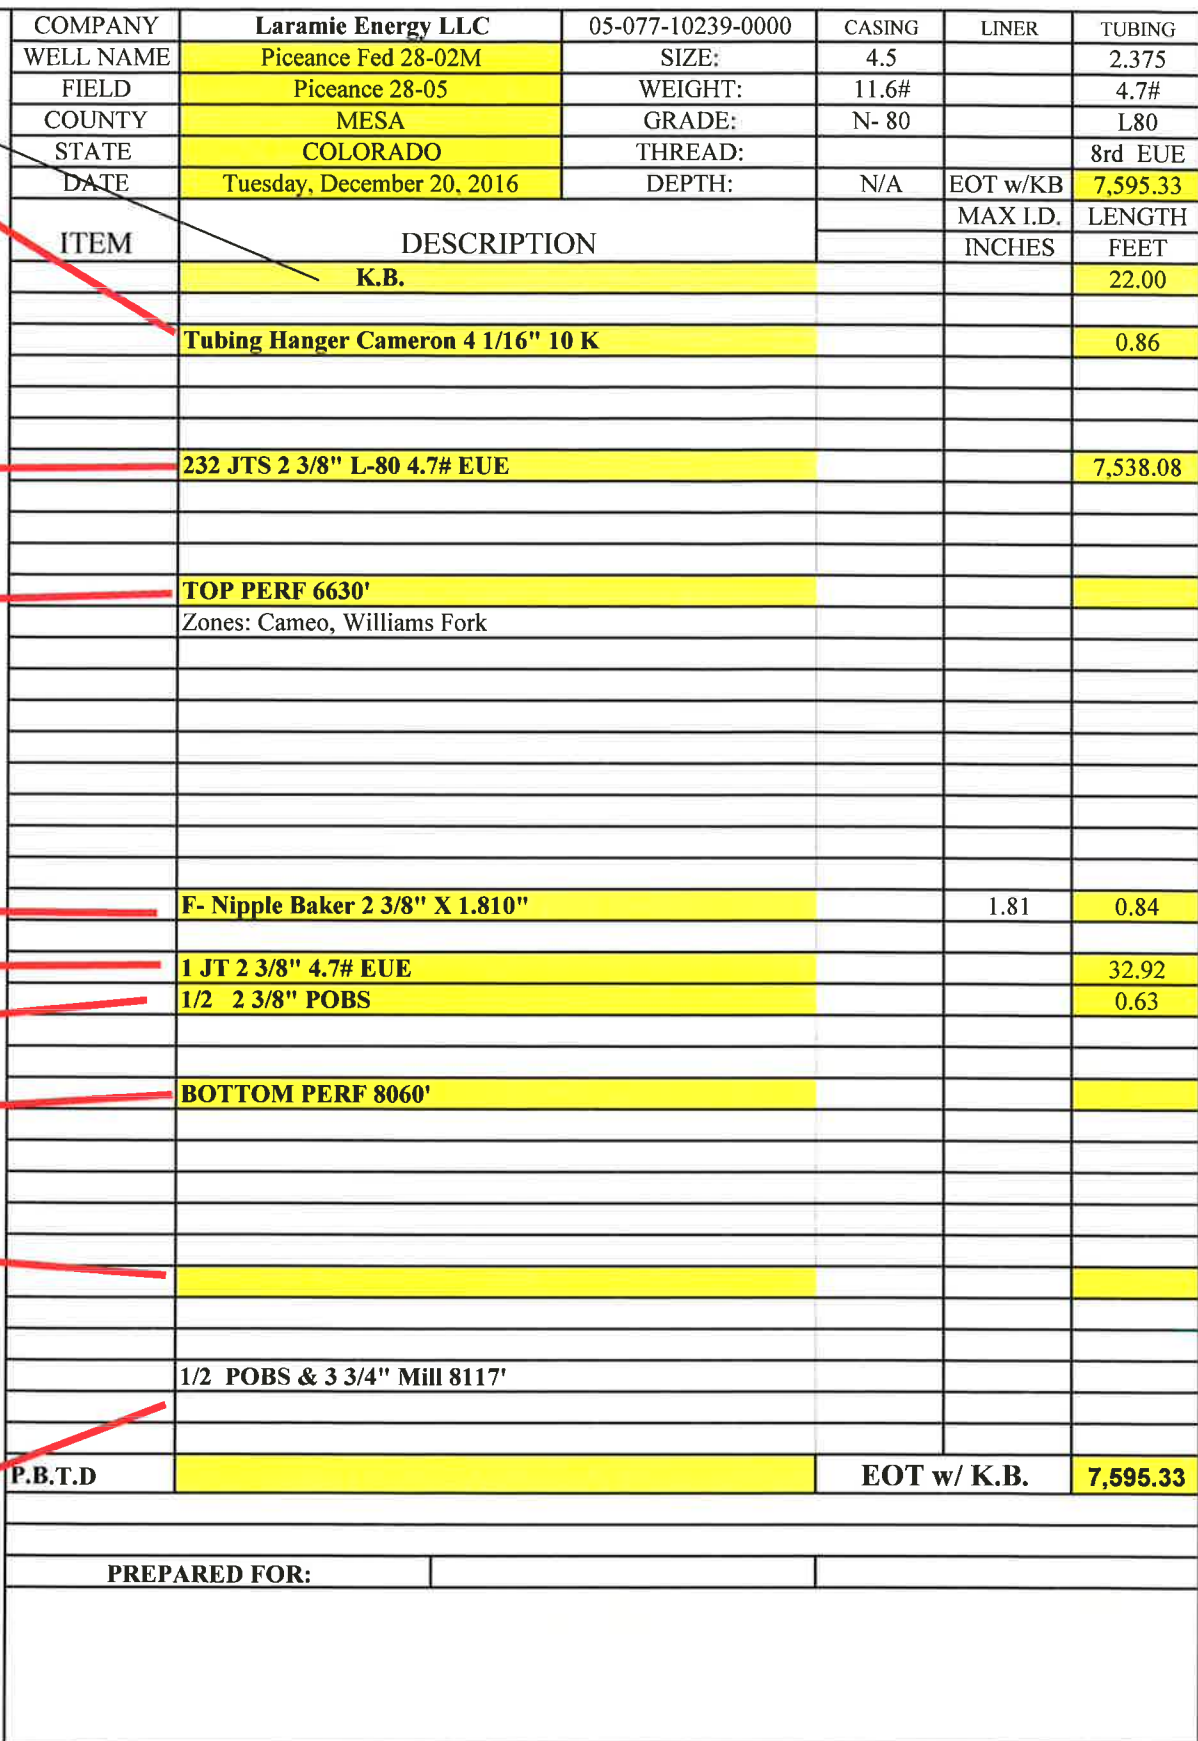 COMPANY Laramie Energy LLC 05-077-10239-0000 CASING LINER TUBING
WELL NAME Piceance Fed 28-02M SIZE: 4.5 2.375
FIELD Piceance 28-05 WEIGHT: 11.6# 4.7#
COUNTY MESA GRADE: N- 80 L80
STATE COLORADO THREAD: 8rd EUE
DATE Tuesday, December 20, 2016 DEPTH: N/A EOT w/KB 7,595.33
MAX I.D. LENGTH
ITEM DESCRIPTION INCHES FEET
K.B. 22.00
Tubing Hanger Cameron 4 1/16" 10 K 0.86
232 JTS 2 3/8" L-80 4.7# EUE 7,538.08
TOP PERF 6630'
Zones: Cameo, Williams Fork
F- Nipple Baker 2 3/8" X 1.810" 1.81 0.84
1 JT 2 3/8" 4.7# EUE 32.92
1/2 2 3/8" POBS 0.63
BOTTOM PERF 8060'
1/2 POBS & 3 3/4" Mill 8117'
P.B.T.D EOT w/ K.B. 7,595.33
PREPARED FOR: